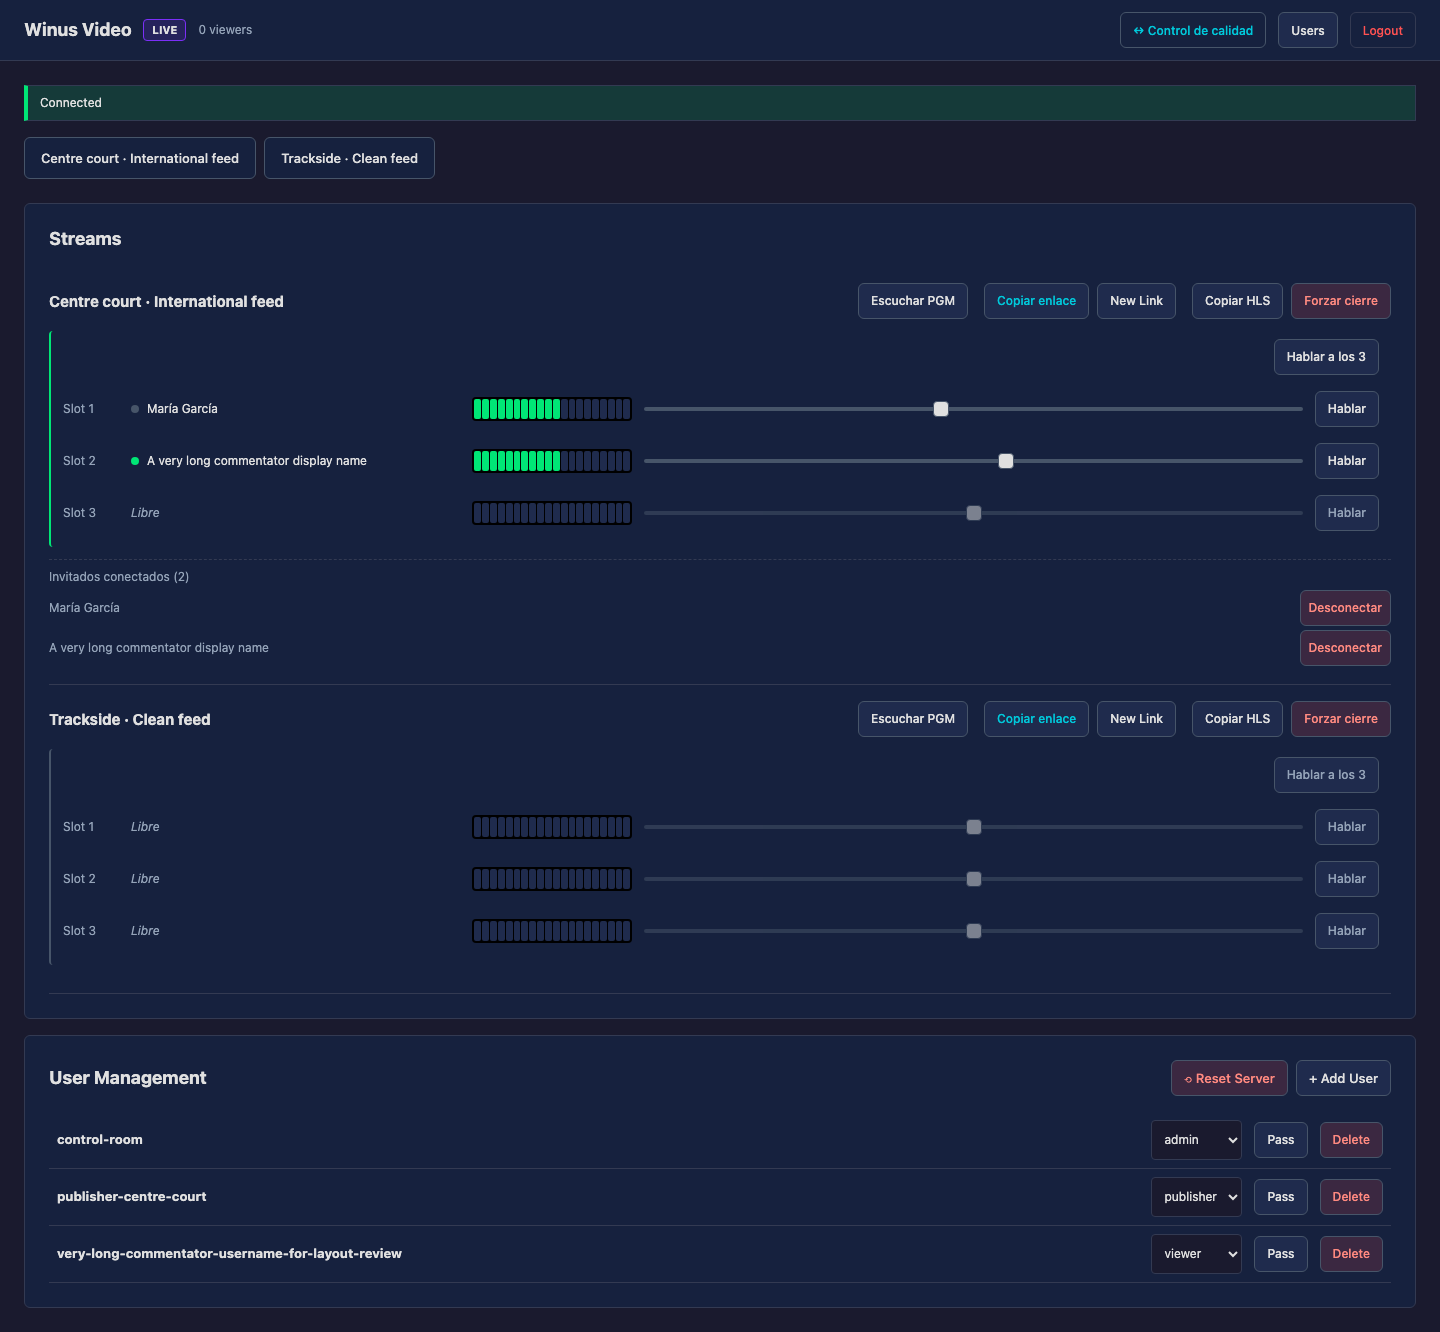 Winus Video LIVE 0 viewers ↔ Control de calidad Users Logout
Connected
Centre court · International feed Trackside · Clean feed
Streams
Centre court · International feed Escuchar PGM Copiar enlace New Link Copiar HLS Forzar cierre
Hablar a los 3
Slot 1 María García Hablar
Slot 2 A very long commentator display name Hablar
Slot 3 Libre Hablar
Invitados conectados (2)
María García Desconectar
A very long commentator display name Desconectar
Trackside · Clean feed Escuchar PGM Copiar enlace New Link Copiar HLS Forzar cierre
Hablar a los 3
Slot 1 Libre Hablar
Slot 2 Libre Hablar
Slot 3 Libre Hablar
User Management ⟲ Reset Server + Add User
control-room admin Pass Delete
publisher-centre-court publisher Pass Delete
very-long-commentator-username-for-layout-review viewer Pass Delete